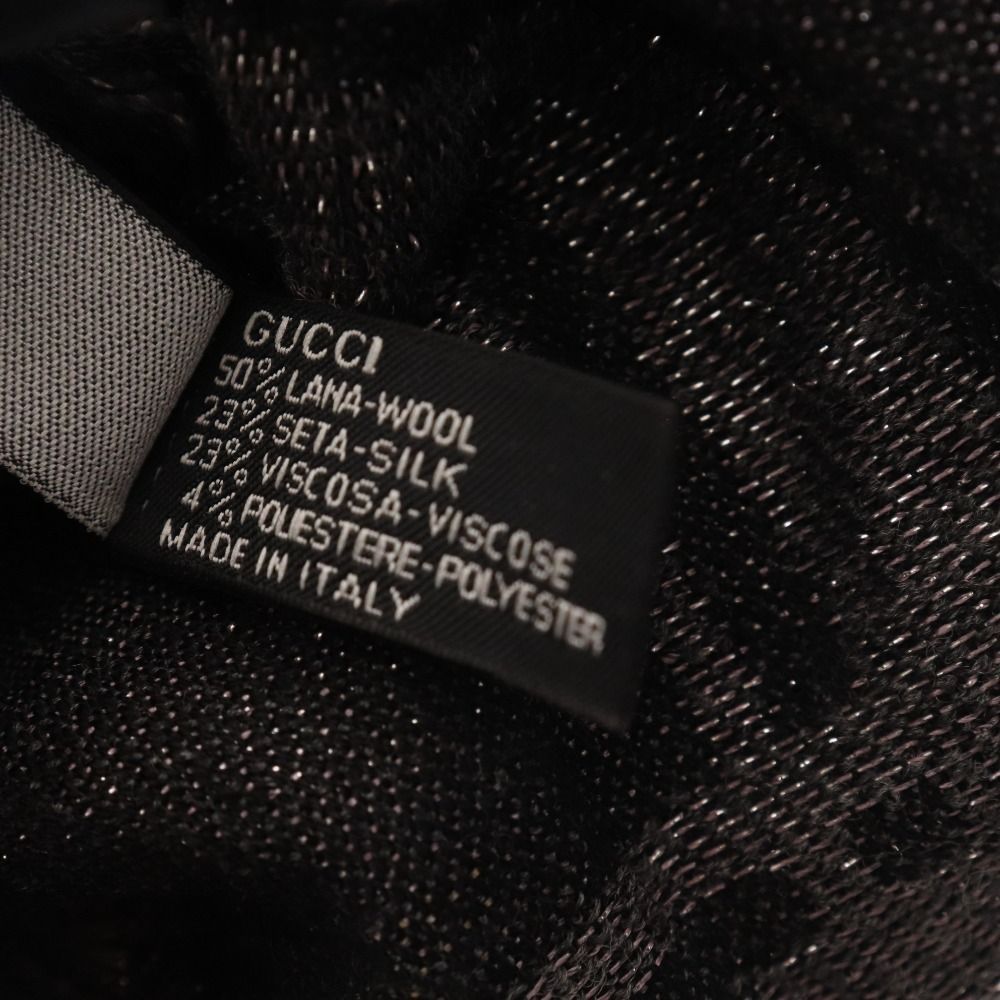 GUCCI
50% LANA-WOOL
23% SETA-SILK
23% VISCOSA-VISCOSE
4% POLIESTERE-POLYESTER
MADE IN ITALY